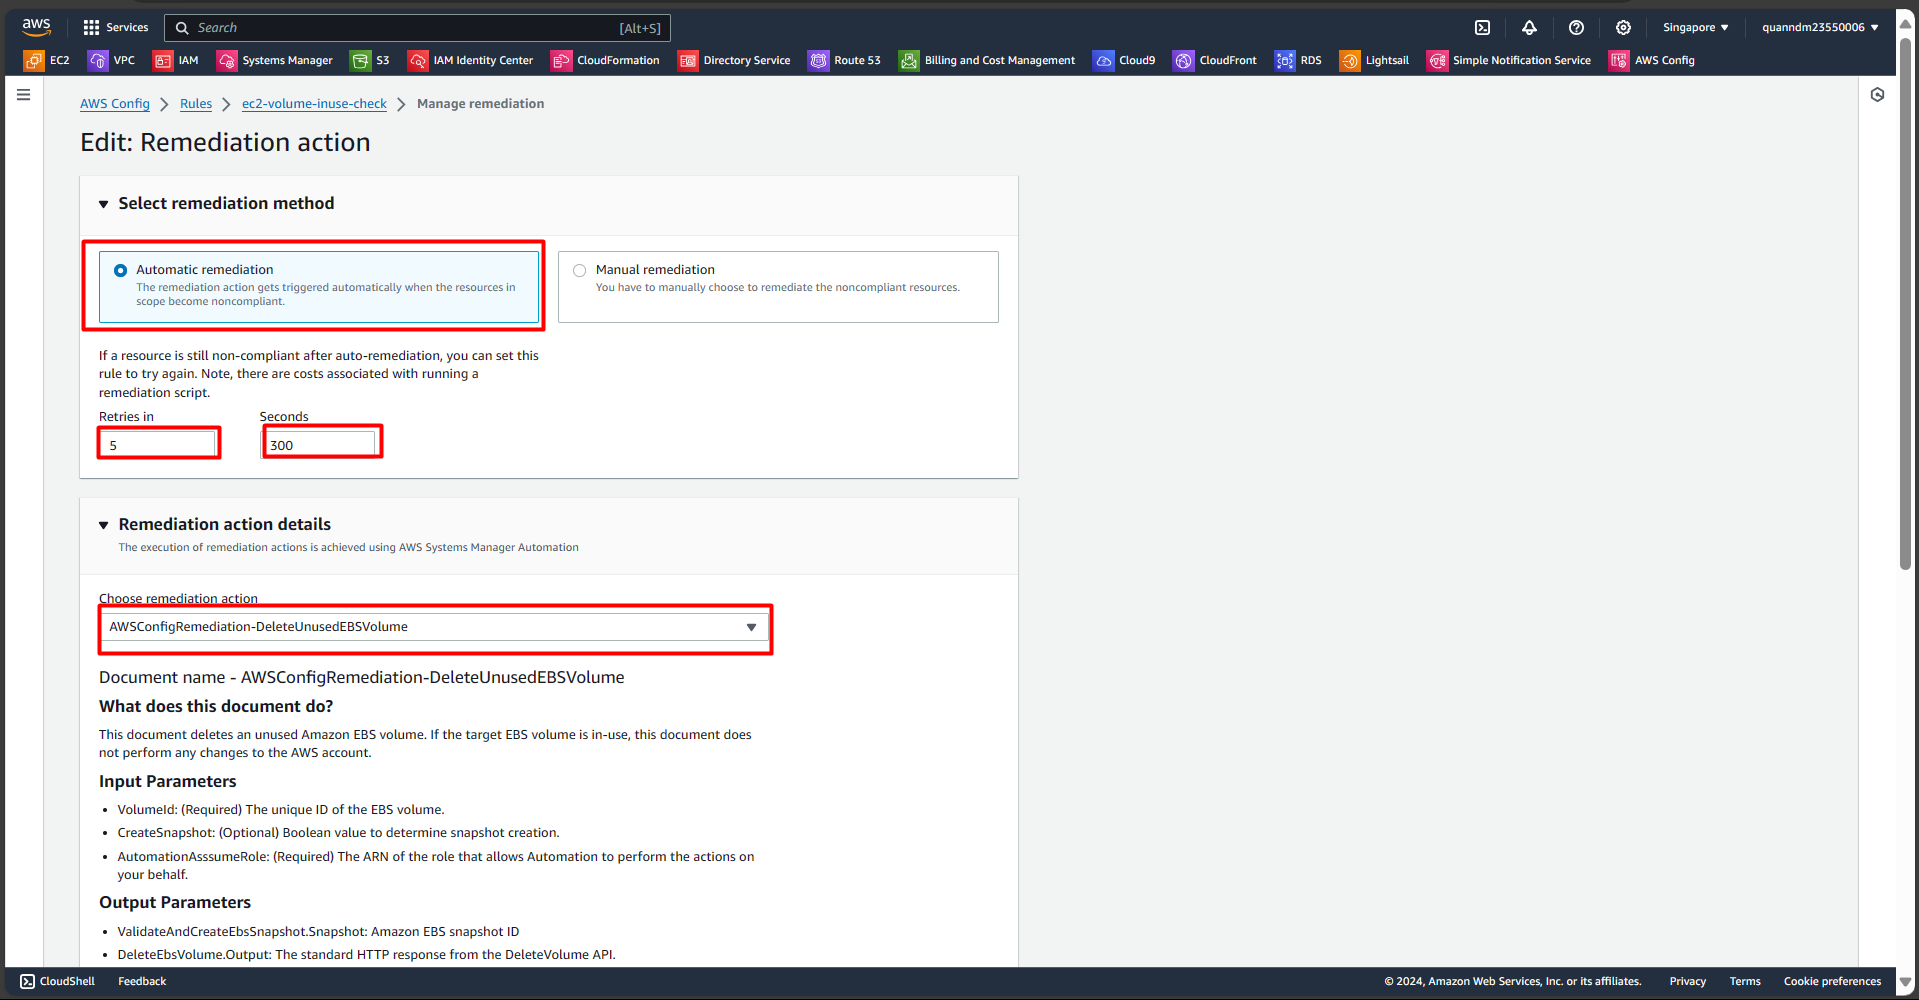 aws
Services
Search
[Alt+S]
Singapore
quanndm23550006
EC2
VPC
IAM
Systems Manager
S3
IAM Identity Center
CloudFormation
Directory Service
Route 53
Billing and Cost Management
Cloud9
CloudFront
RDS
Lightsail
Simple Notification Service
AWS Config
AWS Config
Rules
ec2-volume-inuse-check
Manage remediation
Edit: Remediation action
Select remediation method
Automatic remediation
The remediation action gets triggered automatically when the resources in
scope become noncompliant.
Manual remediation
You have to manually choose to remediate the noncompliant resources.
If a resource is still non-compliant after auto-remediation, you can set this
rule to try again. Note, there are costs associated with running a
remediation script.
Retries in
Seconds
5
300
Remediation action details
The execution of remediation actions is achieved using AWS Systems Manager Automation
Choose remediation action
AWSConfigRemediation-DeleteUnusedEBSVolume
Document name - AWSConfigRemediation-DeleteUnusedEBSVolume
What does this document do?
This document deletes an unused Amazon EBS volume. If the target EBS volume is in-use, this document does
not perform any changes to the AWS account.
Input Parameters
• VolumeId: (Required) The unique ID of the EBS volume.
• CreateSnapshot: (Optional) Boolean value to determine snapshot creation.
• AutomationAsssumeRole: (Required) The ARN of the role that allows Automation to perform the actions on
your behalf.
Output Parameters
• ValidateAndCreateEbsSnapshot.Snapshot: Amazon EBS snapshot ID
• DeleteEbsVolume.Output: The standard HTTP response from the DeleteVolume API.
CloudShell
Feedback
© 2024, Amazon Web Services, Inc. or its affiliates.
Privacy
Terms
Cookie preferences